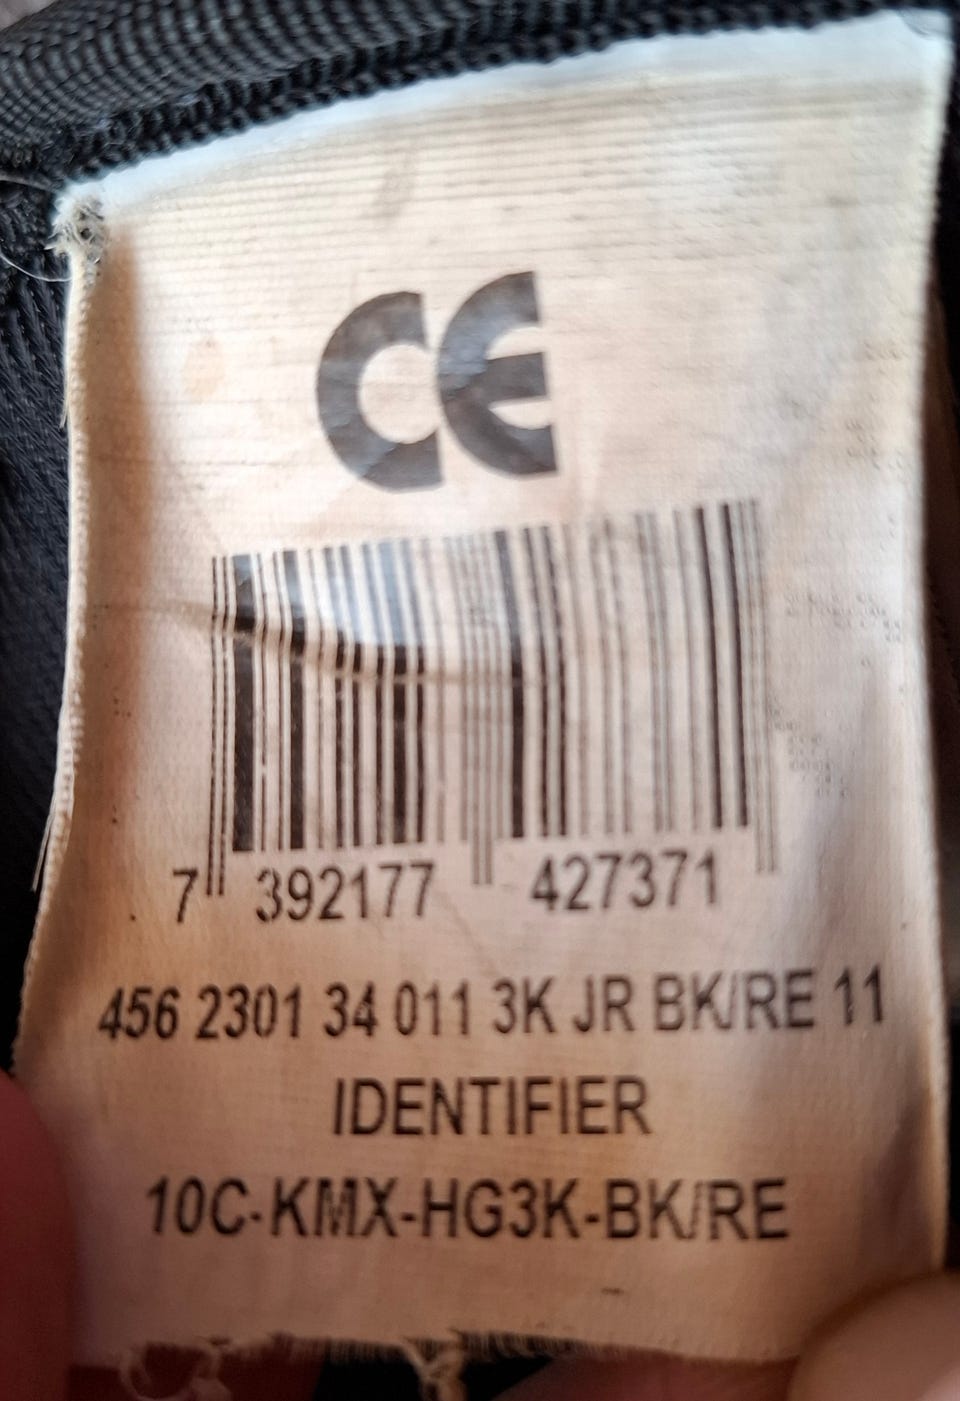 CE
7 392177 427371
456 2301 34 011 3K JR BK/RE 11
IDENTIFIER
10C-KMX-HG3K-BK/RE